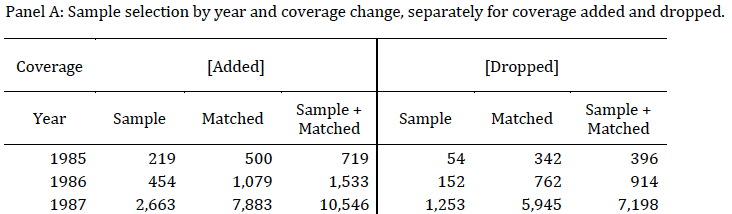 Panel A: Sample selection by year and coverage change, separately for coverage added and dropped.
Coverage [Added] [Dropped]
Year Sample Matched Sample + Matched Sample Matched Sample + Matched
1985 219 500 719 54 342 396
1986 454 1,079 1,533 152 762 914
1987 2,663 7,883 10,546 1,253 5,945 7,198